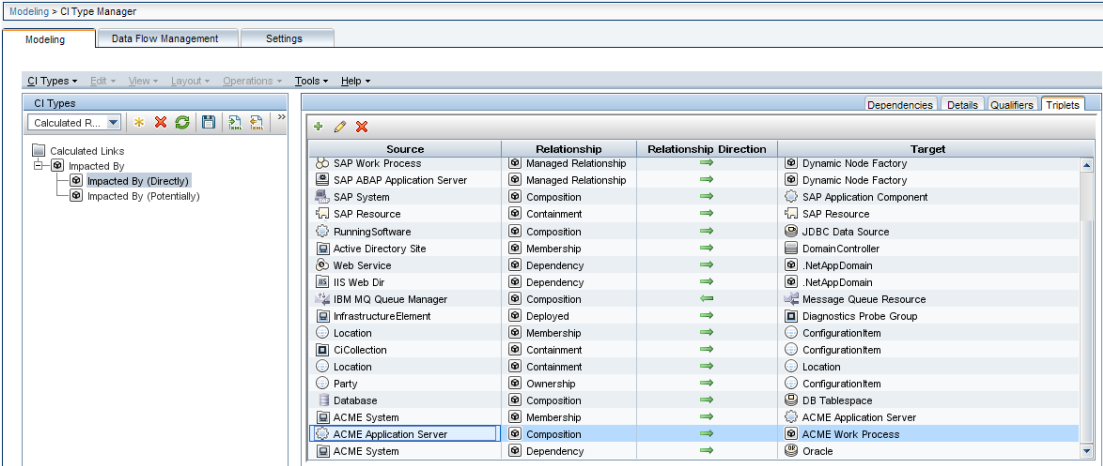 Modeling > CI Type Manager
Modeling Data Flow Management Settings
CI Types Edit View Layout Operations Tools Help
CI Types
Dependencies Details Qualifiers Triplets
Calculated R... »
Calculated Links
Impacted By
Impacted By (Directly)
Impacted By (Potentially)
Source Relationship Relationship Direction Target
SAP Work Process Managed Relationship Dynamic Node Factory
SAP ABAP Application Server Managed Relationship Dynamic Node Factory
SAP System Composition SAP Application Component
SAP Resource Containment SAP Resource
RunningSoftware Composition JDBC Data Source
Active Directory Site Membership DomainController
Web Service Dependency .NetAppDomain
IIS Web Dir Dependency .NetAppDomain
IBM MQ Queue Manager Composition Message Queue Resource
InfrastructureElement Deployed Diagnostics Probe Group
Location Membership ConfigurationItem
CiCollection Containment ConfigurationItem
Location Containment Location
Party Ownership ConfigurationItem
Database Composition DB Tablespace
ACME System Membership ACME Application Server
ACME Application Server Composition ACME Work Process
ACME System Dependency Oracle